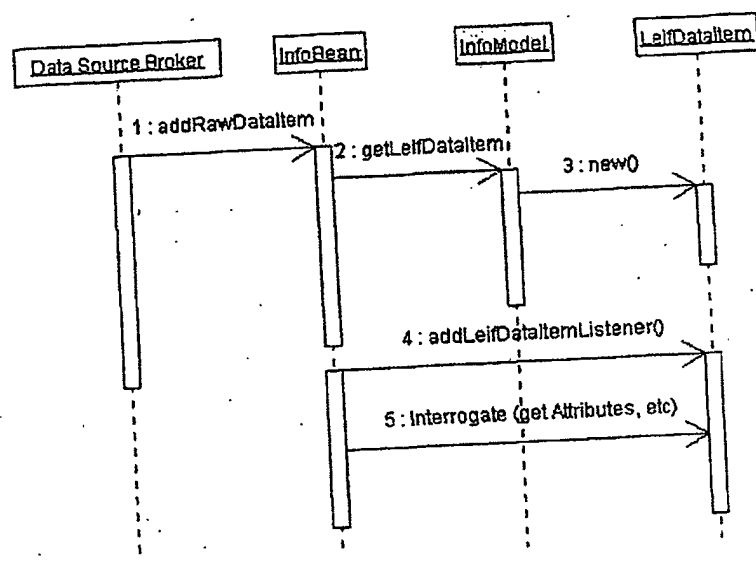 Data Source Broker
InfoBean
InfoModel
LeifDataItem
1 : addRawDataItem
2 : getLeifDataItem
3 : new()
4 : addLeifDataItemListener()
5 : Interrogate (get Attributes, etc)